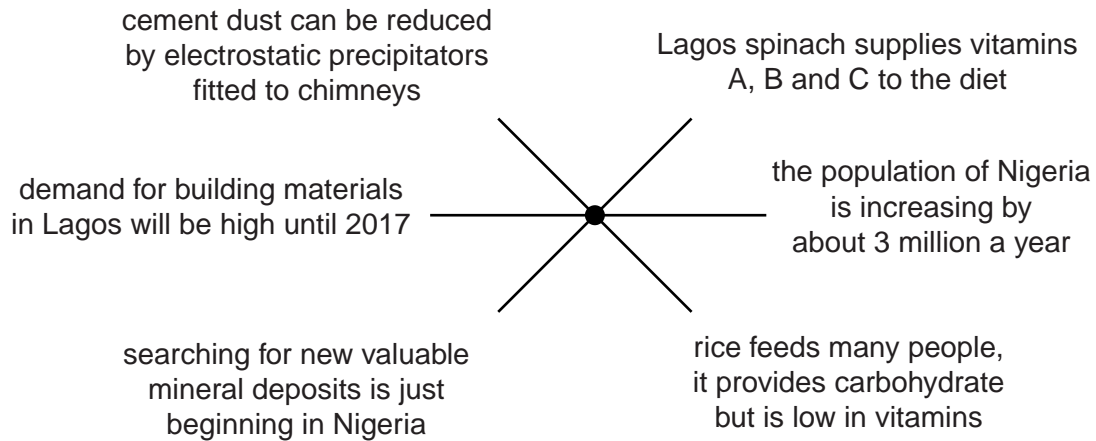 cement dust can be reduced
by electrostatic precipitators
fitted to chimneys
Lagos spinach supplies vitamins
A, B and C to the diet
demand for building materials
in Lagos will be high until 2017
the population of Nigeria
is increasing by
about 3 million a year
searching for new valuable
mineral deposits is just
beginning in Nigeria
rice feeds many people,
it provides carbohydrate
but is low in vitamins